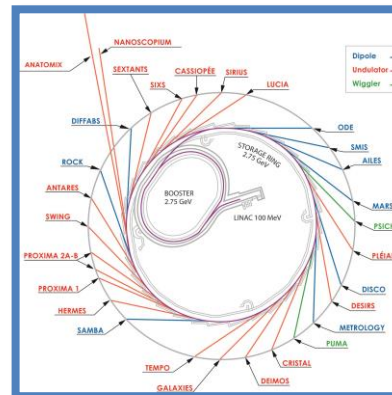 NANOSCOPIUM
ANATOMIX
SEXTANTS
CASSIOPÉE
SIRIUS
SIXS
LUCIA
Dipole
Undulator
Wiggler
DIFFABS
ODE
SMIS
ROCK
AILES
STORAGE RING
2.75 GeV
ANTARES
BOOSTER
2.75 GeV
LINAC 100 MeV
MARS
PSICH
SWING
PLÉIA
PROXIMA 2A-B
PROXIMA 1
DISCO
HERMES
DESIRS
SAMBA
METROLOGY
PUMA
TEMPO
CRISTAL
GALAXIES
DEIMOS